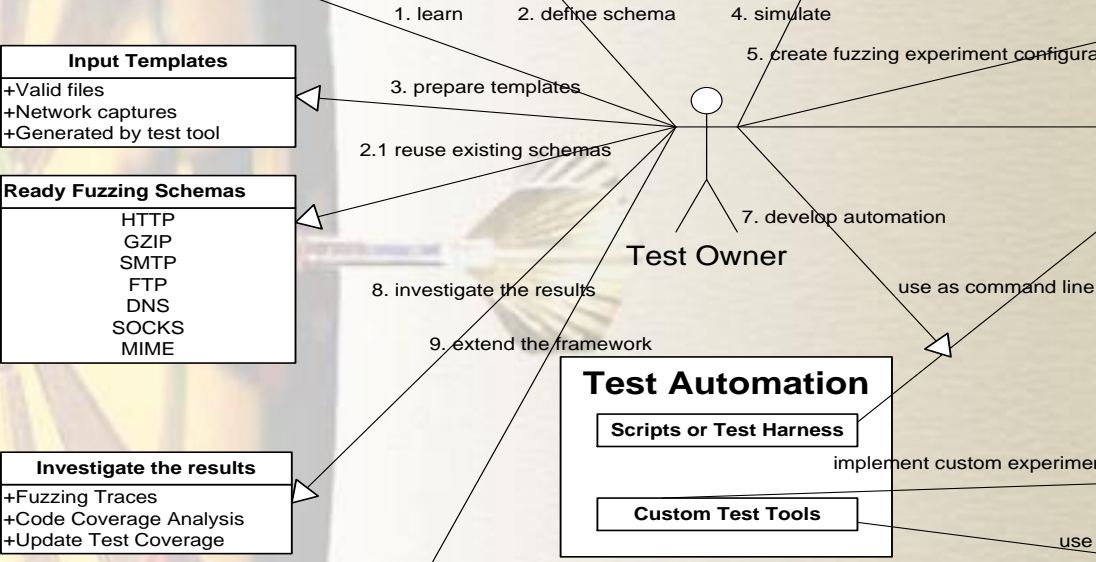 1. learn
2. define schema
4. simulate
5. create fuzzing experiment configura
Input Templates
+Valid files
+Network captures
+Generated by test tool
3. prepare templates
2.1 reuse existing schemas
Ready Fuzzing Schemas
HTTP
GZIP
SMTP
FTP
DNS
SOCKS
MIME
7. develop automation
Test Owner
8. investigate the results
use as command line
9. extend the framework
Test Automation
Scripts or Test Harness
implement custom experimen
Custom Test Tools
use
Investigate the results
+Fuzzing Traces
+Code Coverage Analysis
+Update Test Coverage